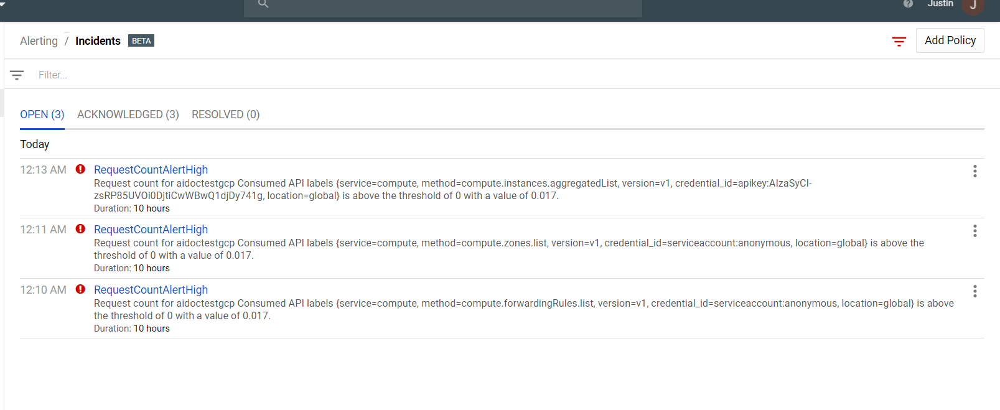 Justin
J
Alerting / Incidents BETA
Add Policy
Filter...
OPEN (3) ACKNOWLEDGED (3) RESOLVED (0)
Today
12:13 AM RequestCountAlertHigh
Request count for aidoctestgcp Consumed API labels {service=compute, method=compute.instances.aggregatedList, version=v1, credential_id=apikey:AIzaSyCI-
zsRP85UVOi0DjtiCwWBwQ1djDy741g, location=global} is above the threshold of 0 with a value of 0.017.
Duration: 10 hours
12:11 AM RequestCountAlertHigh
Request count for aidoctestgcp Consumed API labels {service=compute, method=compute.zones.list, version=v1, credential_id=serviceaccount:anonymous, location=global} is above the
threshold of 0 with a value of 0.017.
Duration: 10 hours
12:10 AM RequestCountAlertHigh
Request count for aidoctestgcp Consumed API labels {service=compute, method=compute.forwardingRules.list, version=v1, credential_id=serviceaccount:anonymous, location=global} is above
the threshold of 0 with a value of 0.017.
Duration: 10 hours